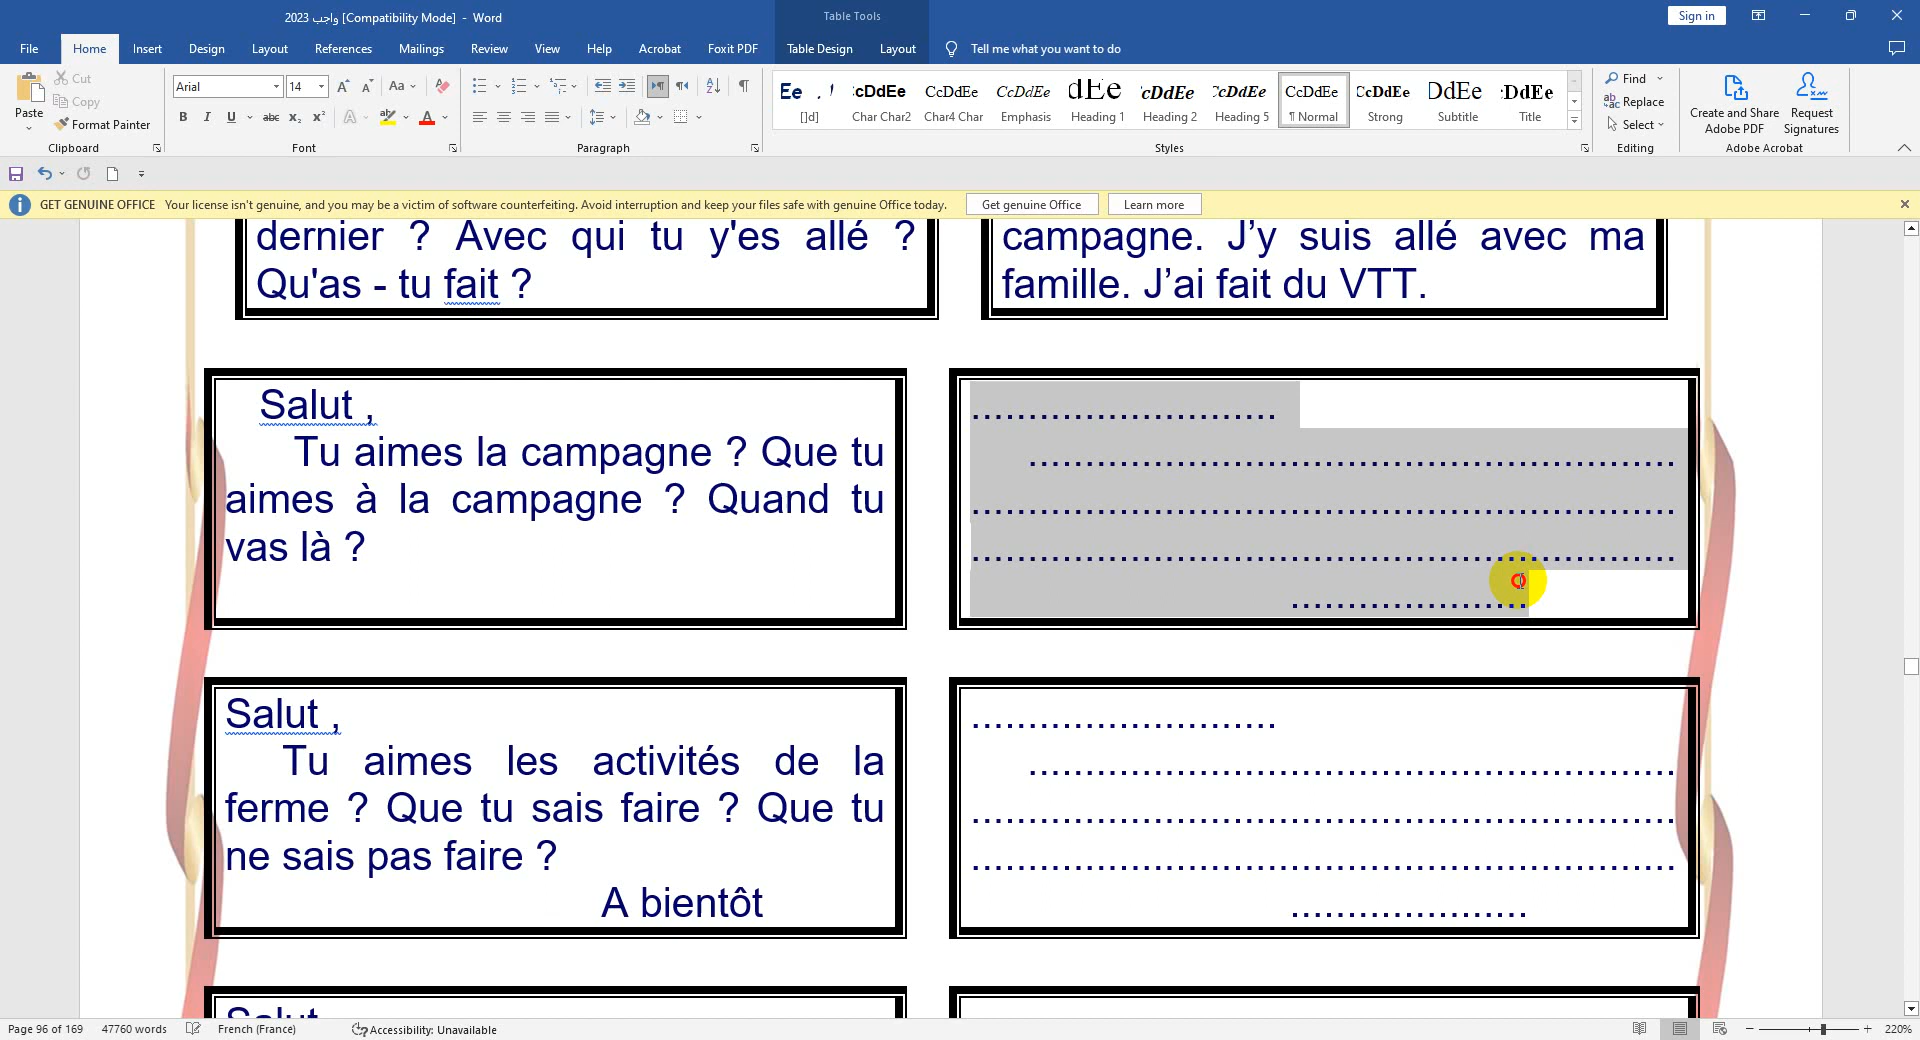 واجب 2023 [Compatibility Mode] - Word
Table Tools
Sign in
File Home Insert Design Layout References Mailings Review View Help Acrobat Foxit PDF Table Design Layout Tell me what you want to do
Paste
Cut
Copy
Format Painter
Clipboard
Arial 14
Font
Paragraph
[]d]
Char Char2
Char4 Char
Emphasis
Heading 1
Heading 2
Heading 5
¶ Normal
Strong
Subtitle
Title
Styles
Find
Replace
Select
Editing
Create and Share
Adobe PDF
Request
Signatures
Adobe Acrobat
GET GENUINE OFFICE Your license isn't genuine, and you may be a victim of software counterfeiting. Avoid interruption and keep your files safe with genuine Office today. Get genuine Office Learn more
dernier ? Avec qui tu y'es allé ?
Qu'as - tu fait ?
campagne. J’y suis allé avec ma
famille. J’ai fait du VTT.
Salut ,
Tu aimes la campagne ? Que tu
aimes à la campagne ? Quand tu
vas là ?
Salut ,
Tu aimes les activités de la
ferme ? Que tu sais faire ? Que tu
ne sais pas faire ?
A bientôt
Salut
Page 96 of 169 47760 words French (France) Accessibility: Unavailable 220%